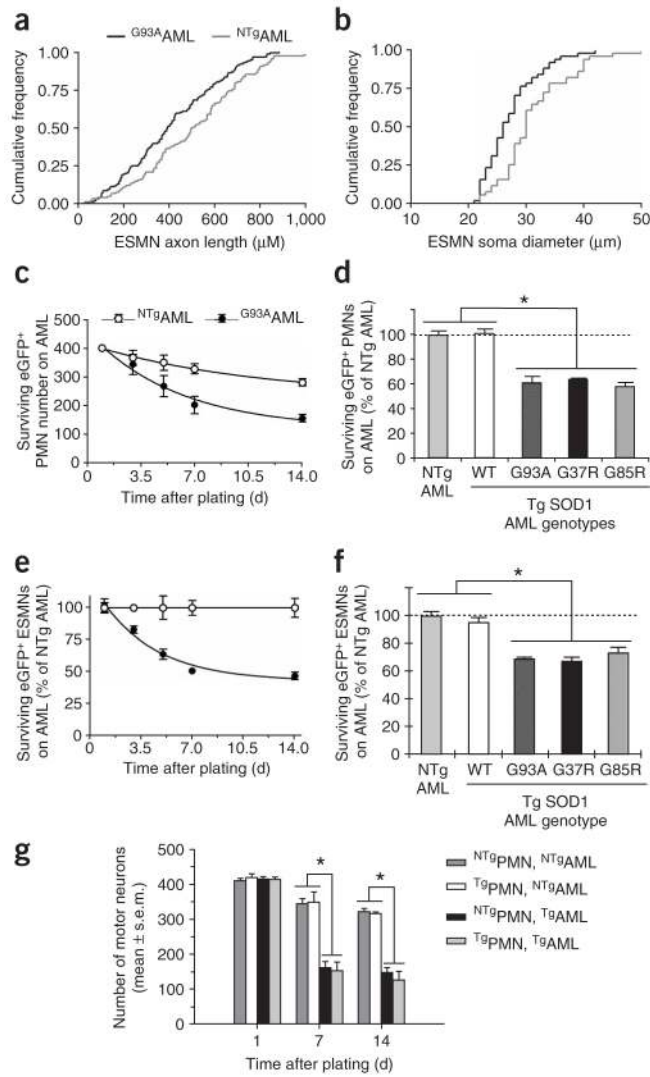 a
G93AAML NTgAML
1.00
0.75
0.50
0.25
0
Cumulative frequency
0 200 400 600 800 1,000
ESMN axon length (μM)
b
1.00
0.75
0.50
0.25
0
Cumulative frequency
10 20 30 40 50
ESMN soma diameter (μm)
c
NTgAML G93AAML
500
400
300
200
100
0
Surviving eGFP+
PMN number on AML
0 3.5 7.0 10.5 14.0
Time after plating (d)
d
*
100
80
60
40
20
0
Surviving eGFP+ PMNs
on AML (% of NTg AML)
NTg WT G93A G37R G85R
AML
Tg SOD1
AML genotypes
e
100
75
50
25
0
Surviving eGFP+ ESMNs
on AML (% of NTg AML)
0 3.5 7.0 10.5 14.0
Time after plating (d)
f
*
100
80
60
40
20
0
Surviving eGFP+ ESMNs
on AML (% of NTg AML)
NTg WT G93A G37R G85R
AML
Tg SOD1
AML genotype
g
500
400
300
200
100
0
Number of motor neurons
(mean ± s.e.m.)
* *
1 7 14
Time after plating (d)
NTgPMN, NTgAML
TgPMN, NTgAML
NTgPMN, TgAML
TgPMN, TgAML